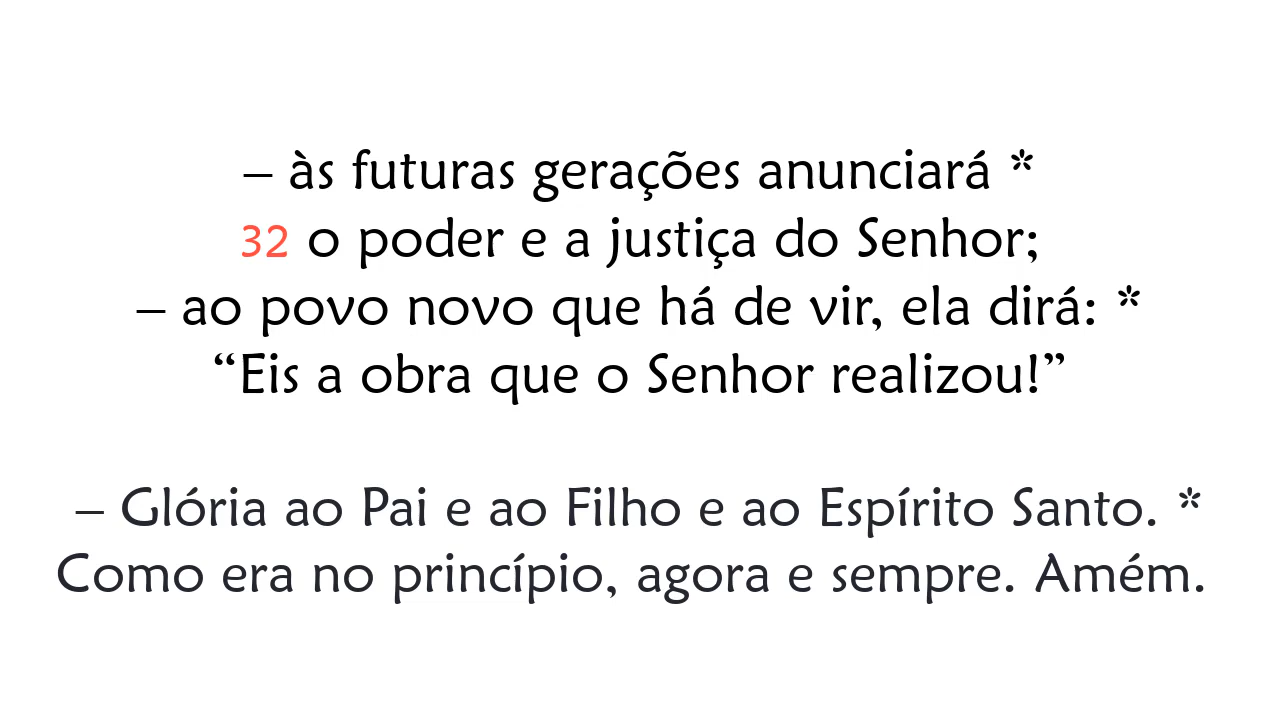 – às futuras gerações anunciará *
32 o poder e a justiça do Senhor;
– ao povo novo que há de vir, ela dirá: *
“Eis a obra que o Senhor realizou!”
– Glória ao Pai e ao Filho e ao Espírito Santo. *
Como era no princípio, agora e sempre. Amém.